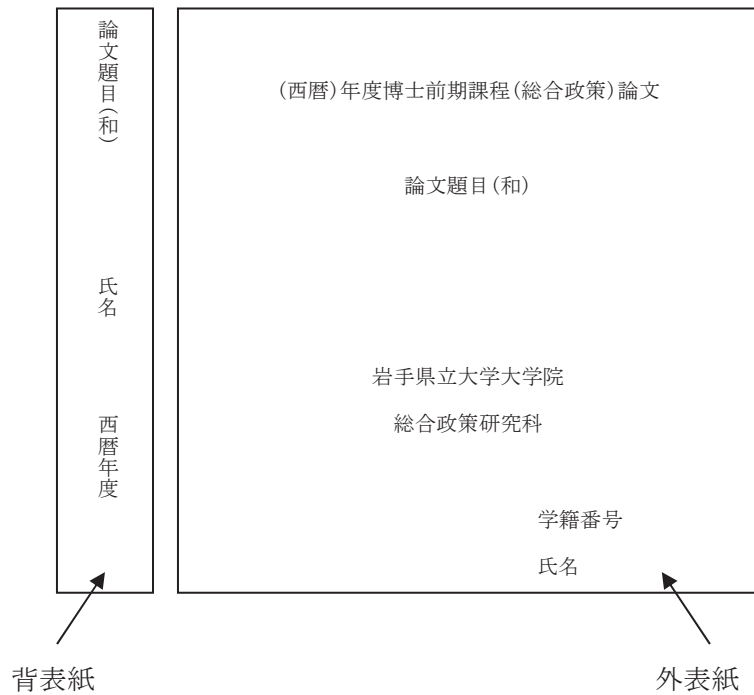 論文題目(和)
氏名
西暦年度
(西暦)年度博士前期課程(総合政策)論文
論文題目(和)
岩手県立大学大学院
総合政策研究科
学籍番号
氏名
背表紙
外表紙